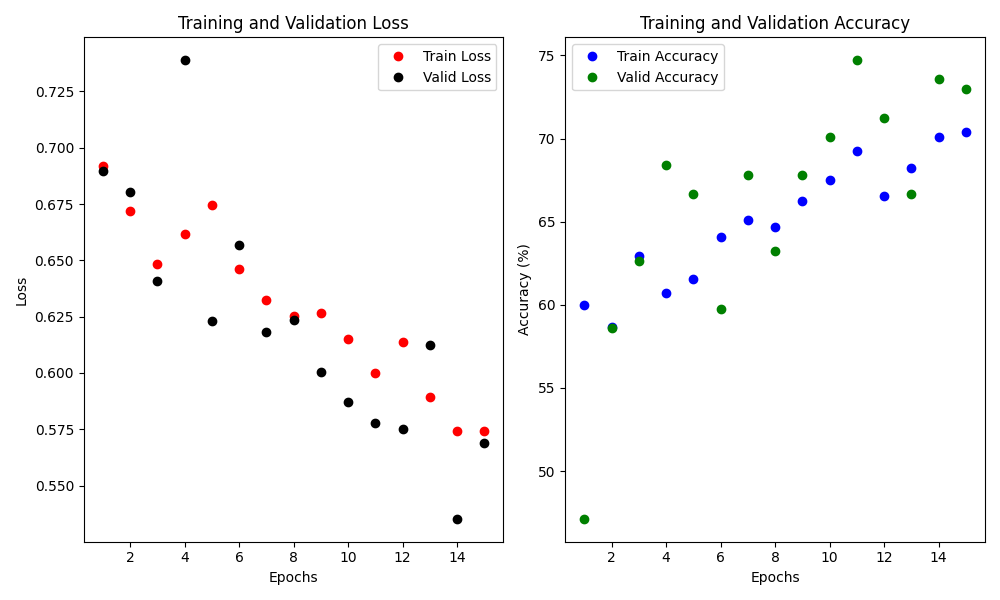 Training and Validation Loss
Train Loss
Valid Loss
0.725
0.700
0.675
0.650
0.625
0.600
0.575
0.550
Loss
2 4 6 8 10 12 14
Epochs
Training and Validation Accuracy
Train Accuracy
Valid Accuracy
75
70
65
60
55
50
Accuracy (%)
2 4 6 8 10 12 14
Epochs